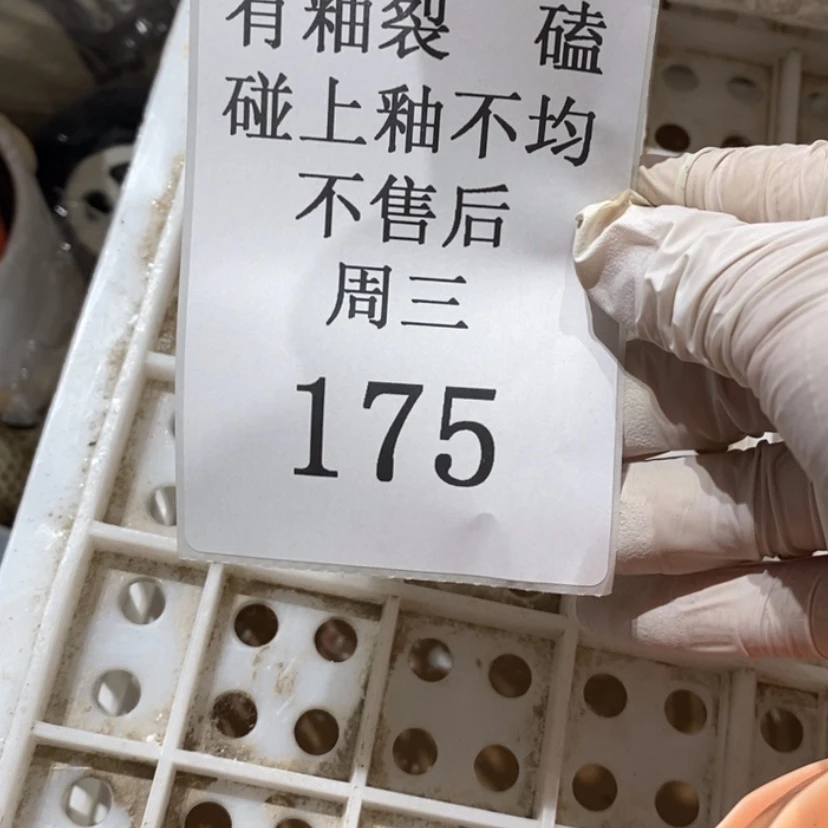 有釉裂 磕
碰上釉不均
不售后
周三
175